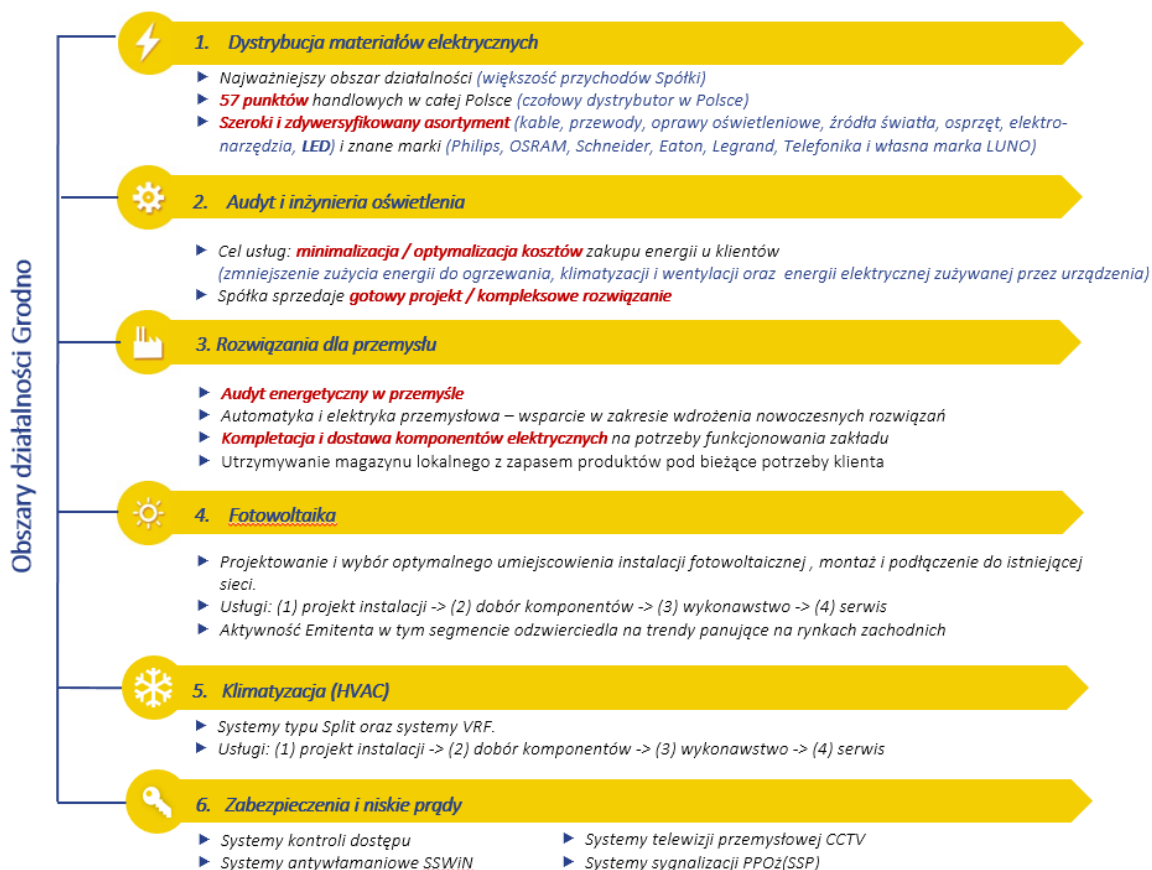 Obszary działalności Grodno
1. Dystrybucja materiałów elektrycznych
Najważniejszy obszar działalności (większość przychodów Spółki)
57 punktów handlowych w całej Polsce (czołowy dystrybutor w Polsce)
Szeroki i zdywersyfikowany asortyment (kable, przewody, oprawy oświetleniowe, źródła światła, osprzęt, elektro-
narzędzia, LED) i znane marki (Philips, OSRAM, Schneider, Eaton, Legrand, Telefonika i własna marka LUNO)
2. Audyt i inżynieria oświetlenia
Cel usług: minimalizacja / optymalizacja kosztów zakupu energii u klientów
(zmniejszenie zużycia energii do ogrzewania, klimatyzacji i wentylacji oraz energii elektrycznej zużywanej przez urządzenia)
Spółka sprzedaje gotowy projekt / kompleksowe rozwiązanie
3. Rozwiązania dla przemysłu
Audyt energetyczny w przemyśle
Automatyka i elektryka przemysłowa – wsparcie w zakresie wdrożenia nowoczesnych rozwiązań
Kompletacja i dostawa komponentów elektrycznych na potrzeby funkcjonowania zakładu
Utrzymywanie magazynu lokalnego z zapasem produktów pod bieżące potrzeby klienta
4. Fotowoltaika
Projektowanie i wybór optymalnego umiejscowienia instalacji fotowoltaicznej , montaż i podłączenie do istniejącej
sieci.
Usługi: (1) projekt instalacji -> (2) dobór komponentów -> (3) wykonawstwo -> (4) serwis
Aktywność Emitenta w tym segmencie odzwierciedla na trendy panujące na rynkach zachodnich
5. Klimatyzacja (HVAC)
Systemy typu Split oraz systemy VRF.
Usługi: (1) projekt instalacji -> (2) dobór komponentów -> (3) wykonawstwo -> (4) serwis
6. Zabezpieczenia i niskie prądy
Systemy kontroli dostępu
Systemy antywłamaniowe SSWiN
Systemy telewizji przemysłowej CCTV
Systemy sygnalizacji PPOż(SSP)